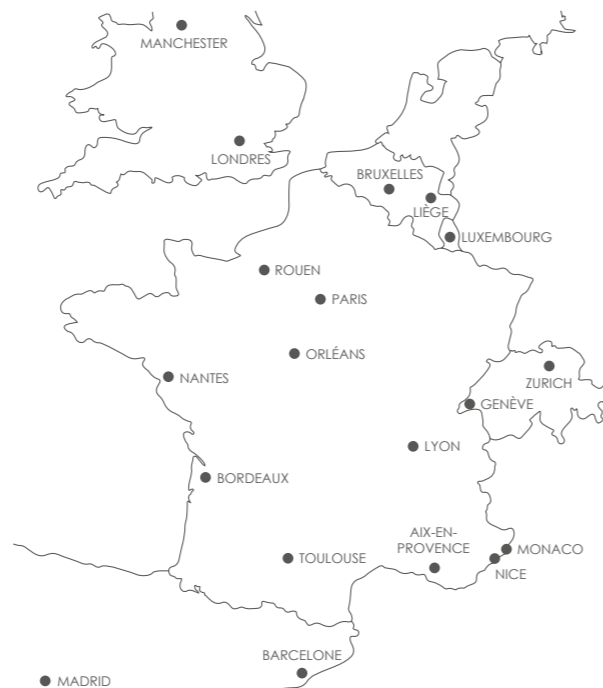 MANCHESTER
LONDRES
BRUXELLES
LIÈGE
LUXEMBOURG
ROUEN
PARIS
ORLÉANS
ZURICH
NANTES
GENÈVE
LYON
BORDEAUX
AIX-EN-
PROVENCE
MONACO
TOULOUSE
NICE
BARCELONE
MADRID